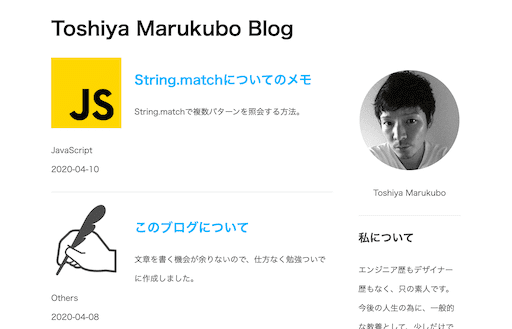 Toshiya Marukubo Blog
JS
String.matchについてのメモ
String.matchで複数パターンを照会する方法。
JavaScript
2020-04-10
このブログについて
文章を書く機会が余りないので、仕方なく勉強ついで
に作成しました。
Others
2020-04-08
Toshiya Marukubo
私について
エンジニア歴もデザイナー
歴もなく、只の素人です。
今後の人生の為に、一般的
な教養として、少しだけで